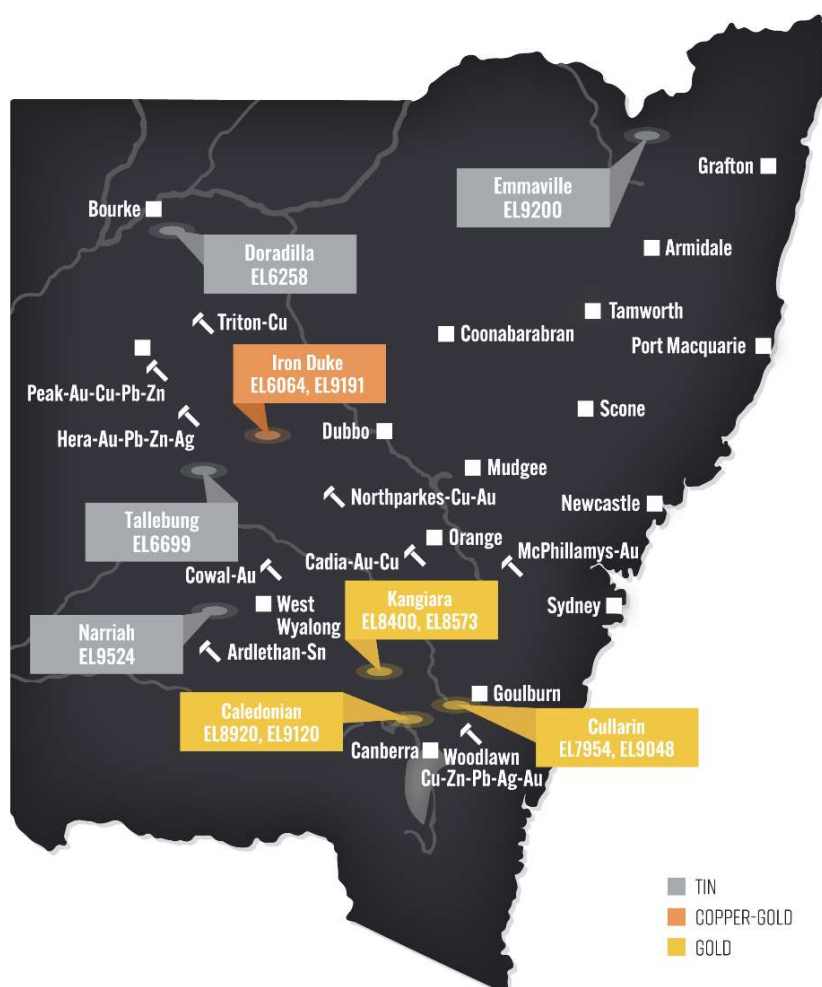 Emmaville
EL9200
Grafton
Bourke
Doradilla
EL6258
Armidale
Triton-Cu
Tamworth
Coonabarabran
Port Macquarie
Iron Duke
EL6064, EL9191
Peak-Au-Cu-Pb-Zn
Scone
Hera-Au-Pb-Zn-Ag
Dubbo
Mudgee
Northparkes-Cu-Au
Newcastle
Tallebung
EL6699
Orange
Cadia-Au-Cu
McPhillamys-Au
Cowal-Au
Kangiara
EL8400, EL8573
Sydney
West
Wyalong
Narriah
EL9524
Ardlethan-Sn
Goulburn
Caledonian
EL8920, EL9120
Cullarin
EL7954, EL9048
Canberra
Woodlawn
Cu-Zn-Pb-Ag-Au
TIN
COPPER-GOLD
GOLD